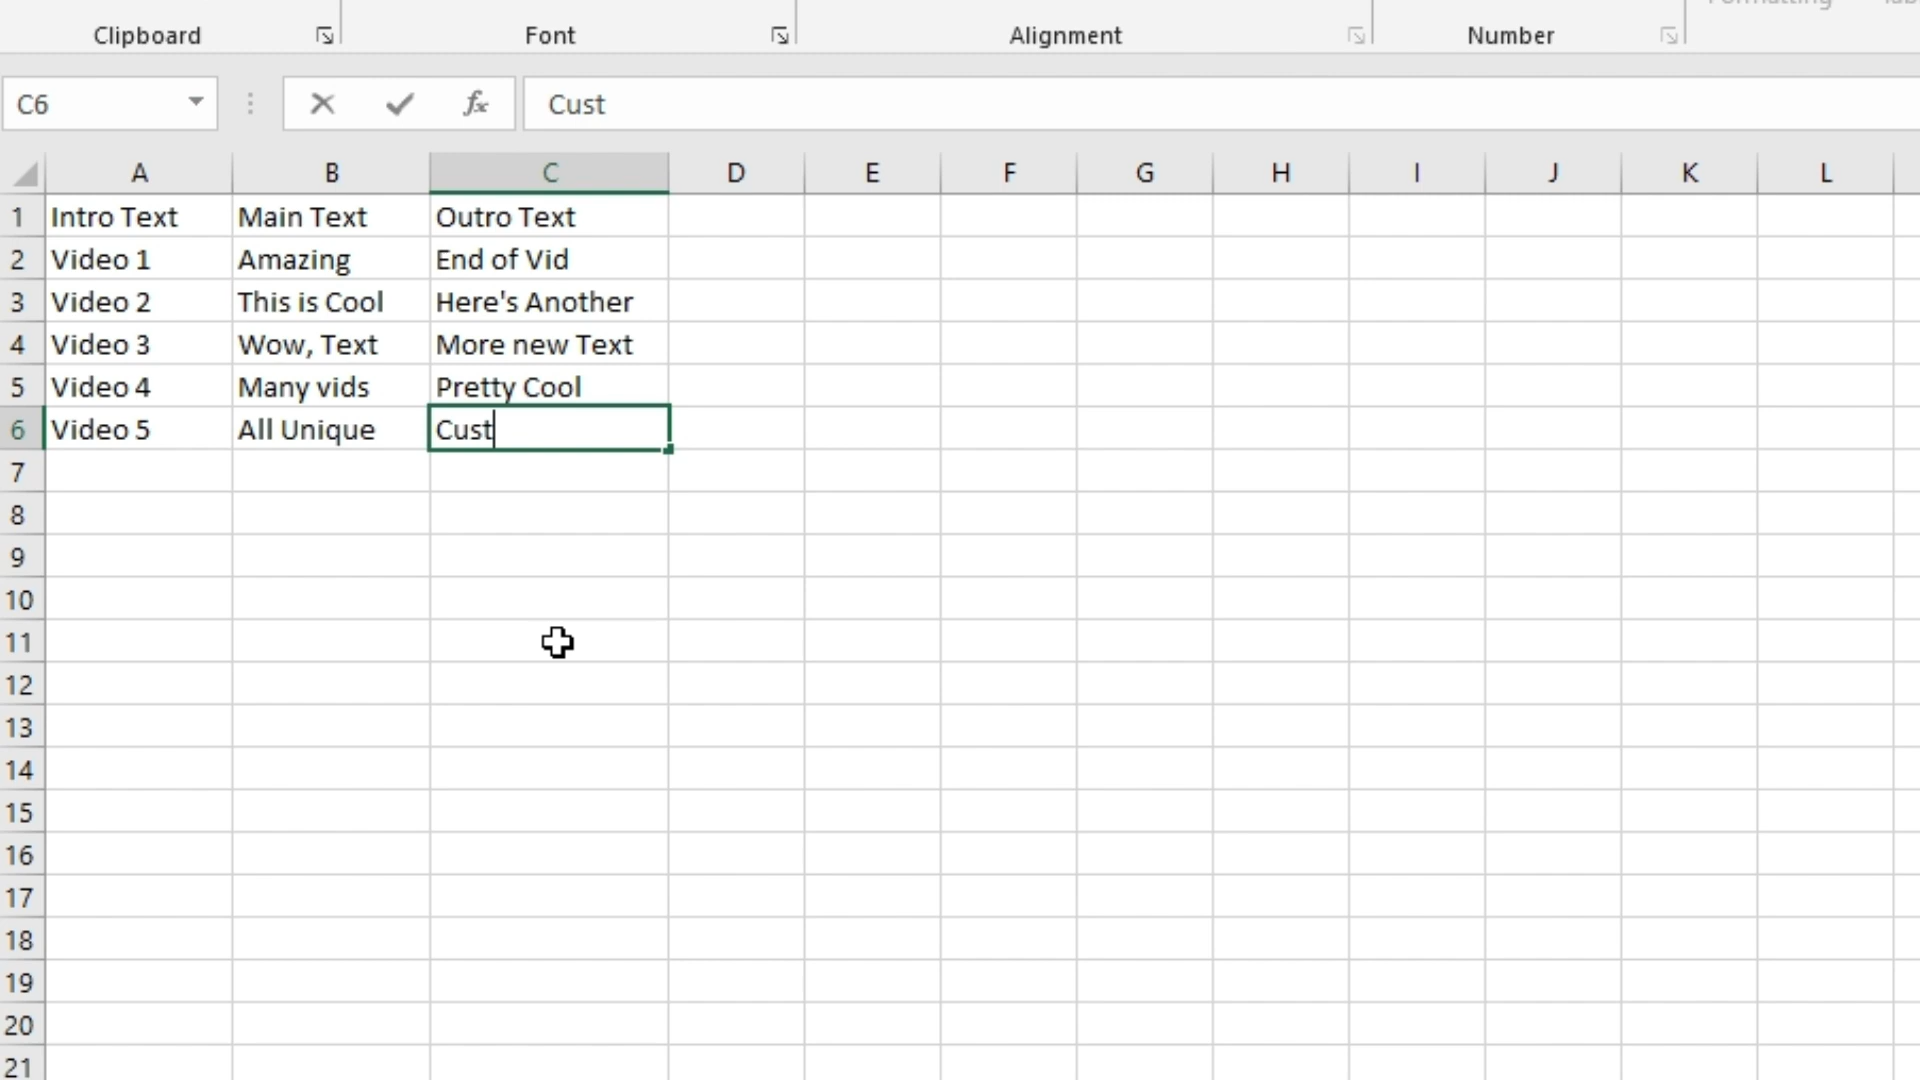 Clipboard Font Alignment Number Formatting
C6 fx Cust
A B C D E F G H I J K L
1 Intro Text Main Text Outro Text
2 Video 1 Amazing End of Vid
3 Video 2 This is Cool Here's Another
4 Video 3 Wow, Text More new Text
5 Video 4 Many vids Pretty Cool
6 Video 5 All Unique Cust
7
8
9
10
11
12
13
14
15
16
17
18
19
20
21